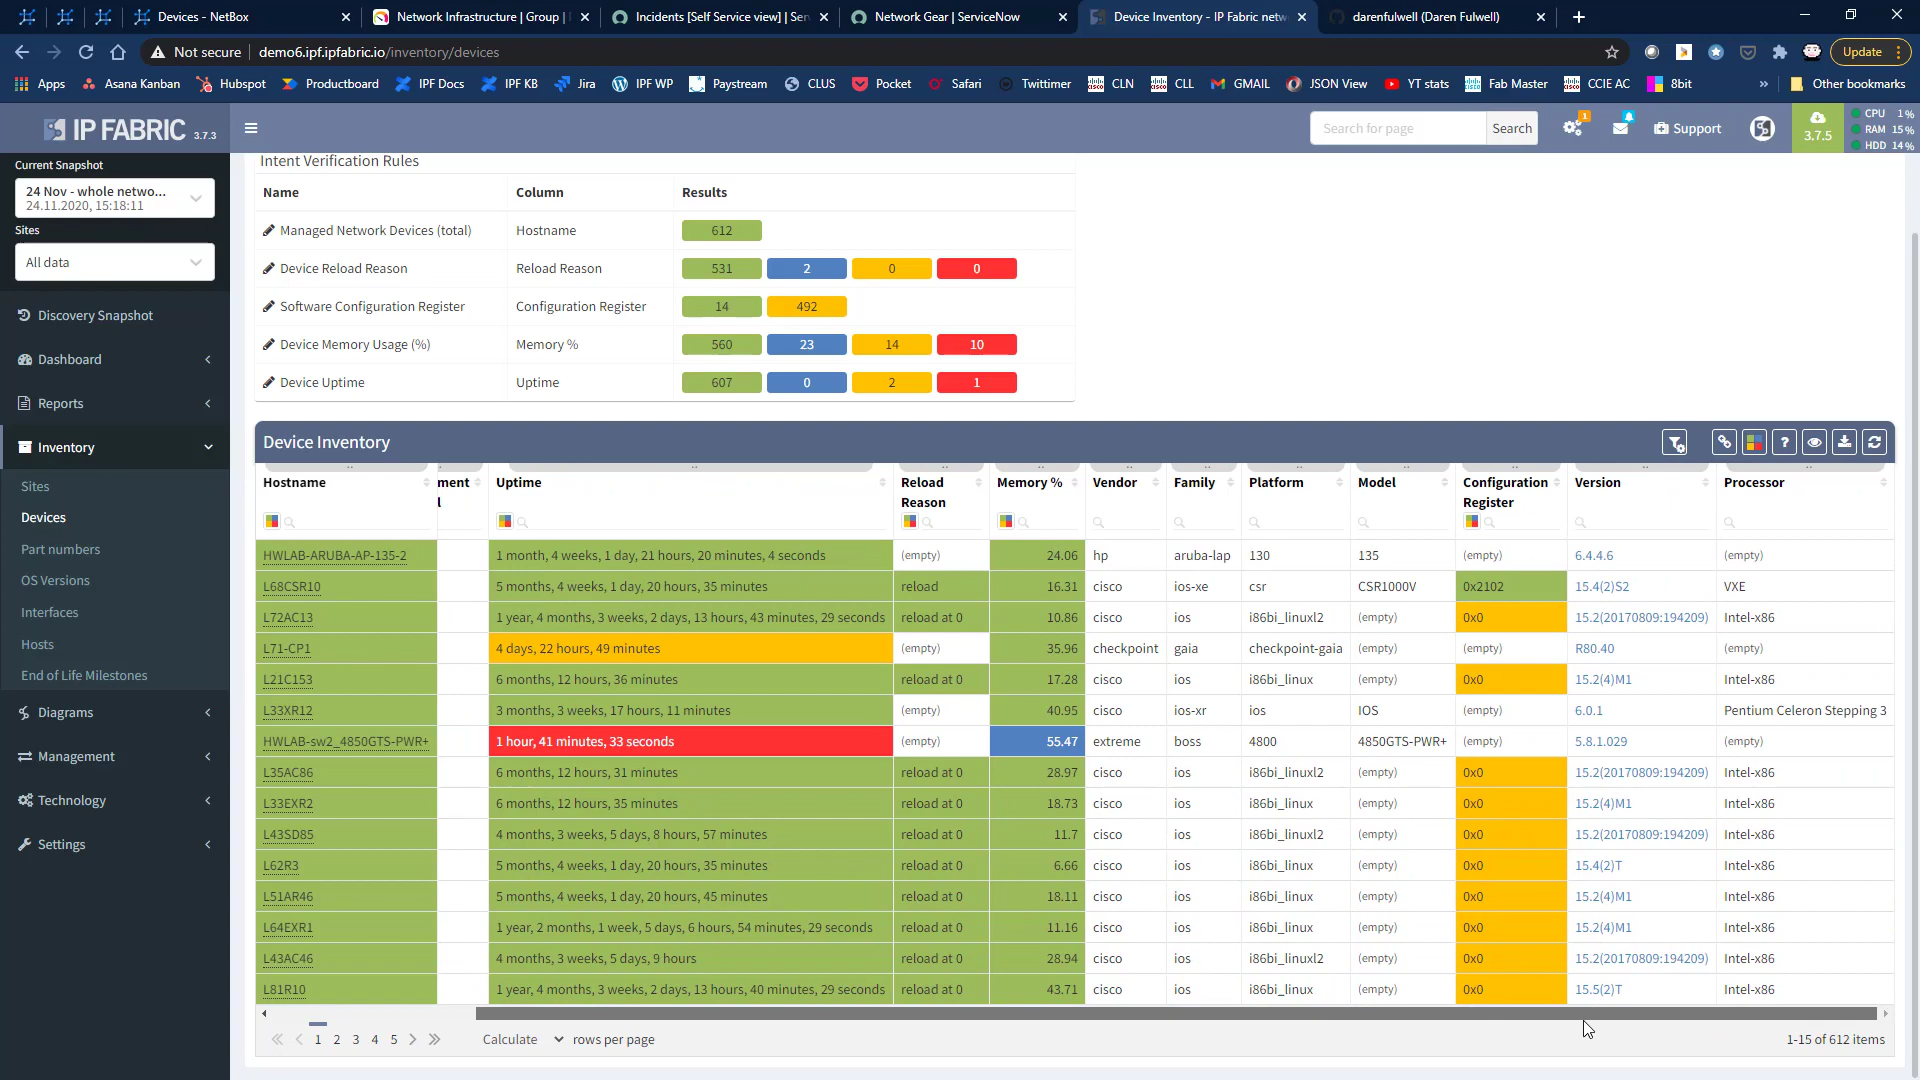 Devices - NetBox
Network Infrastructure | Group |
Incidents [Self Service view] | Ser
Network Gear | ServiceNow
Device Inventory - IP Fabric netw
darenfulwell (Daren Fulwell)
Not secure
demo6.ipf.ipfabric.io/inventory/devices
Update
Apps
Asana Kanban
Hubspot
Productboard
IPF Docs
IPF KB
Jira
IPF WP
Paystream
CLUS
Pocket
Safari
Twittimer
CLN
CLL
GMAIL
JSON View
YT stats
Fab Master
CCIE AC
8bit
»
Other bookmarks
IP FABRIC 3.7.3
Search for page
Search
1
Support
3.7.5
CPU 1%
RAM 15%
HDD 14%
Current Snapshot
24 Nov - whole netwo...
24.11.2020, 15:18:11
Sites
All data
Discovery Snapshot
Dashboard
Reports
Inventory
Sites
Devices
Part numbers
OS Versions
Interfaces
Hosts
End of Life Milestones
Diagrams
Management
Technology
Settings
Intent Verification Rules
Name Column Results
Managed Network Devices (total) Hostname 612
Device Reload Reason Reload Reason 531 2 0 0
Software Configuration Register Configuration Register 14 492
Device Memory Usage (%) Memory % 560 23 14 10
Device Uptime Uptime 607 0 2 1
Device Inventory
?
Hostname ment Uptime Reload Memory % Vendor Family Platform Model Configuration Version Processor
l Reason Register
HWLAB-ARUBA-AP-135-2 1 month, 4 weeks, 1 day, 21 hours, 20 minutes, 4 seconds (empty) 24.06 hp aruba-lap 130 135 (empty) 6.4.4.6 (empty)
L68CSR10 5 months, 4 weeks, 1 day, 20 hours, 35 minutes reload 16.31 cisco ios-xe csr CSR1000V 0x2102 15.4(2)S2 VXE
L72AC13 1 year, 4 months, 3 weeks, 2 days, 13 hours, 43 minutes, 29 seconds reload at 0 10.86 cisco ios i86bi_linuxl2 (empty) 0x0 15.2(20170809:194209) Intel-x86
L71-CP1 4 days, 22 hours, 49 minutes (empty) 35.96 checkpoint gaia checkpoint-gaia (empty) (empty) R80.40 (empty)
L21C153 6 months, 12 hours, 36 minutes reload at 0 17.28 cisco ios i86bi_linux (empty) 0x0 15.2(4)M1 Intel-x86
L33XR12 3 months, 3 weeks, 17 hours, 11 minutes (empty) 40.95 cisco ios-xr ios IOS (empty) 6.0.1 Pentium Celeron Stepping 3
HWLAB-sw2_4850GTS-PWR+ 1 hour, 41 minutes, 33 seconds (empty) 55.47 extreme boss 4800 4850GTS-PWR+ (empty) 5.8.1.029 (empty)
L35AC86 6 months, 12 hours, 31 minutes reload at 0 28.97 cisco ios i86bi_linuxl2 (empty) 0x0 15.2(20170809:194209) Intel-x86
L33EXR2 6 months, 12 hours, 35 minutes reload at 0 18.73 cisco ios i86bi_linux (empty) 0x0 15.2(4)M1 Intel-x86
L43SD85 4 months, 3 weeks, 5 days, 8 hours, 57 minutes reload at 0 11.7 cisco ios i86bi_linuxl2 (empty) 0x0 15.2(20170809:194209) Intel-x86
L62R3 5 months, 4 weeks, 1 day, 20 hours, 35 minutes reload at 0 6.66 cisco ios i86bi_linux (empty) 0x0 15.4(2)T Intel-x86
L51AR46 5 months, 4 weeks, 1 day, 20 hours, 45 minutes reload at 0 18.11 cisco ios i86bi_linux (empty) 0x0 15.2(4)M1 Intel-x86
L64EXR1 1 year, 2 months, 1 week, 5 days, 6 hours, 54 minutes, 29 seconds reload at 0 11.16 cisco ios i86bi_linux (empty) 0x0 15.2(4)M1 Intel-x86
L43AC46 4 months, 3 weeks, 5 days, 9 hours reload at 0 28.94 cisco ios i86bi_linuxl2 (empty) 0x0 15.2(20170809:194209) Intel-x86
L81R10 1 year, 4 months, 3 weeks, 2 days, 13 hours, 40 minutes, 29 seconds reload at 0 43.71 cisco ios i86bi_linux (empty) 0x0 15.5(2)T Intel-x86
1 2 3 4 5 Calculate rows per page 1-15 of 612 items